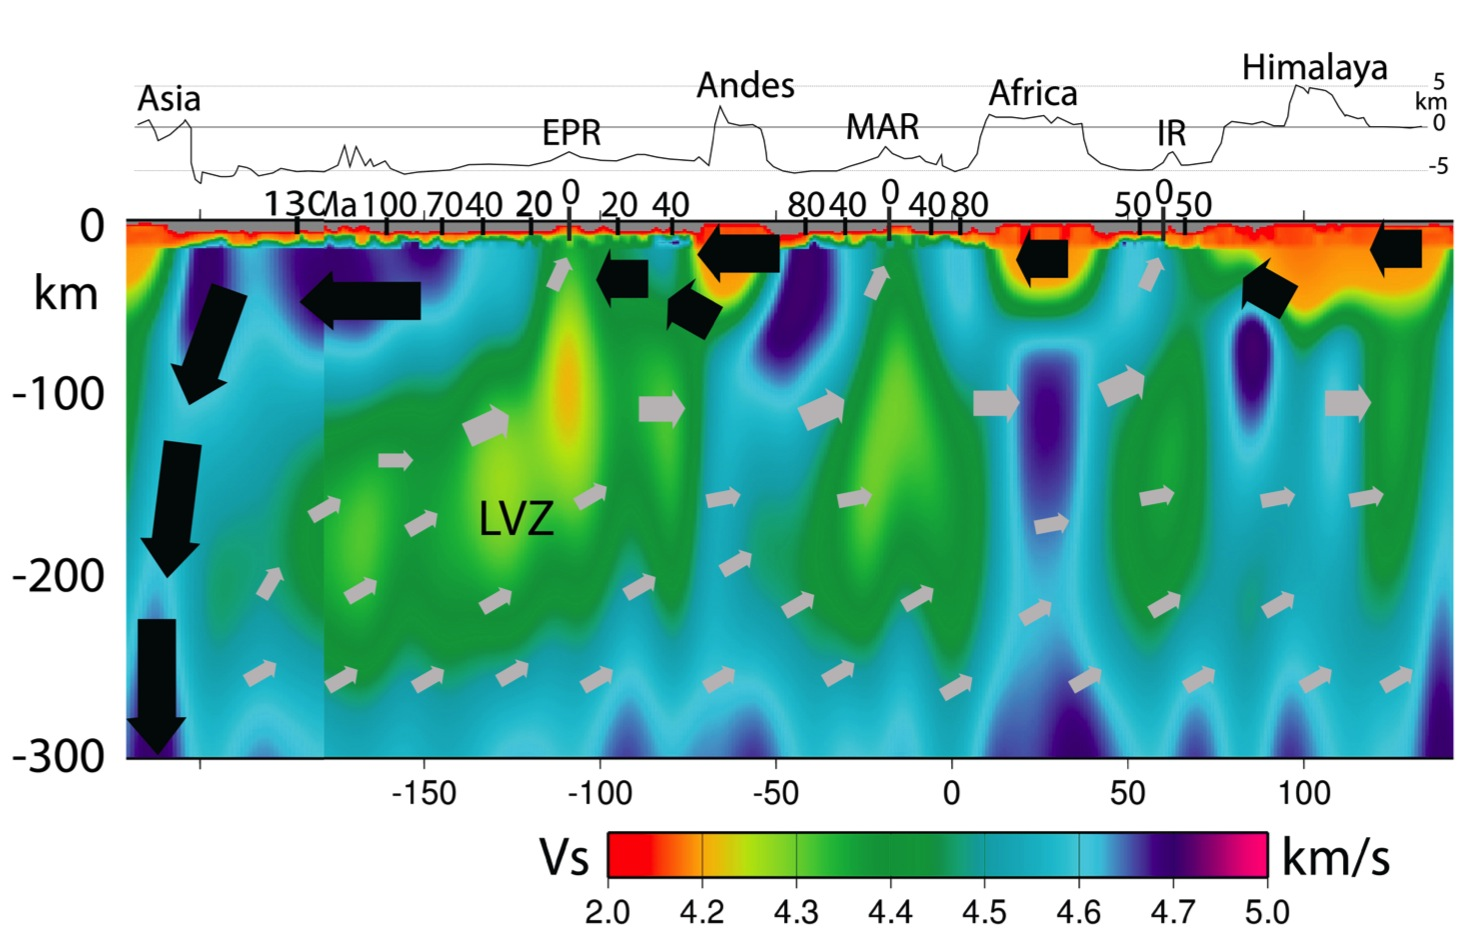 Himalaya
Asia Andes Africa 5
km
EPR MAR IR 0
-5
130Ma 100 70 40 20 0 20 40 80 40 0 40 80 50 0 50
0
km
-100
LVZ
-200
-300
-150 -100 -50 0 50 100
Vs km/s
2.0 4.2 4.3 4.4 4.5 4.6 4.7 5.0